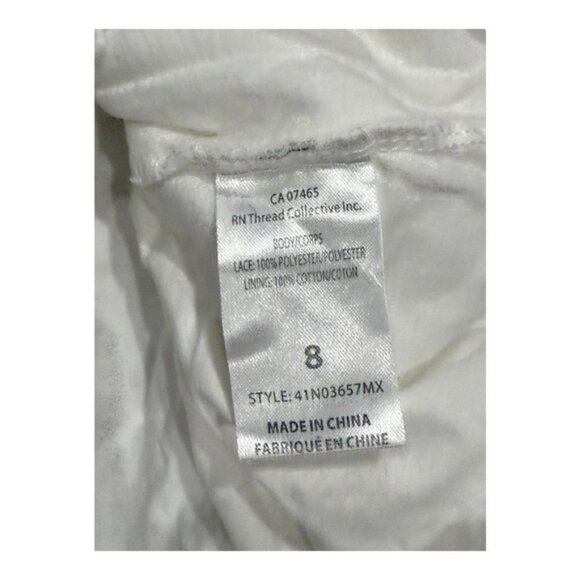 CA 07465
RN Thread Collective Inc.
BODY/CORPS
LACE: 100% POLYESTER/POLYESTER
LINING: 100% COTTON/COTON
8
STYLE: 41N03657MX
MADE IN CHINA
FABRIQUÉ EN CHINE